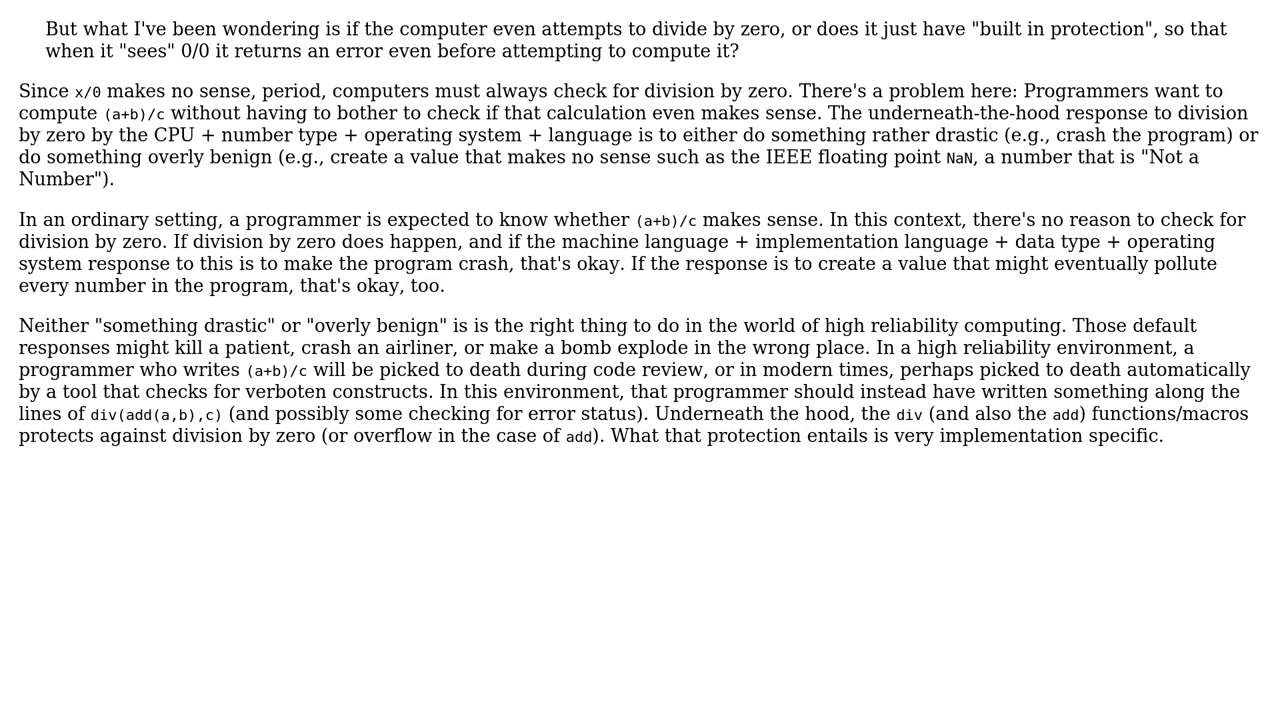 But what I've been wondering is if the computer even attempts to divide by zero, or does it just have "built in protection", so that
when it "sees" 0/0 it returns an error even before attempting to compute it?
Since x/0 makes no sense, period, computers must always check for division by zero. There's a problem here: Programmers want to
compute (a+b)/c without having to bother to check if that calculation even makes sense. The underneath-the-hood response to division
by zero by the CPU + number type + operating system + language is to either do something rather drastic (e.g., crash the program) or
do something overly benign (e.g., create a value that makes no sense such as the IEEE floating point NaN, a number that is "Not a
Number").
In an ordinary setting, a programmer is expected to know whether (a+b)/c makes sense. In this context, there's no reason to check for
division by zero. If division by zero does happen, and if the machine language + implementation language + data type + operating
system response to this is to make the program crash, that's okay. If the response is to create a value that might eventually pollute
every number in the program, that's okay, too.
Neither "something drastic" or "overly benign" is is the right thing to do in the world of high reliability computing. Those default
responses might kill a patient, crash an airliner, or make a bomb explode in the wrong place. In a high reliability environment, a
programmer who writes (a+b)/c will be picked to death during code review, or in modern times, perhaps picked to death automatically
by a tool that checks for verboten constructs. In this environment, that programmer should instead have written something along the
lines of div(add(a,b),c) (and possibly some checking for error status). Underneath the hood, the div (and also the add) functions/macros
protects against division by zero (or overflow in the case of add). What that protection entails is very implementation specific.